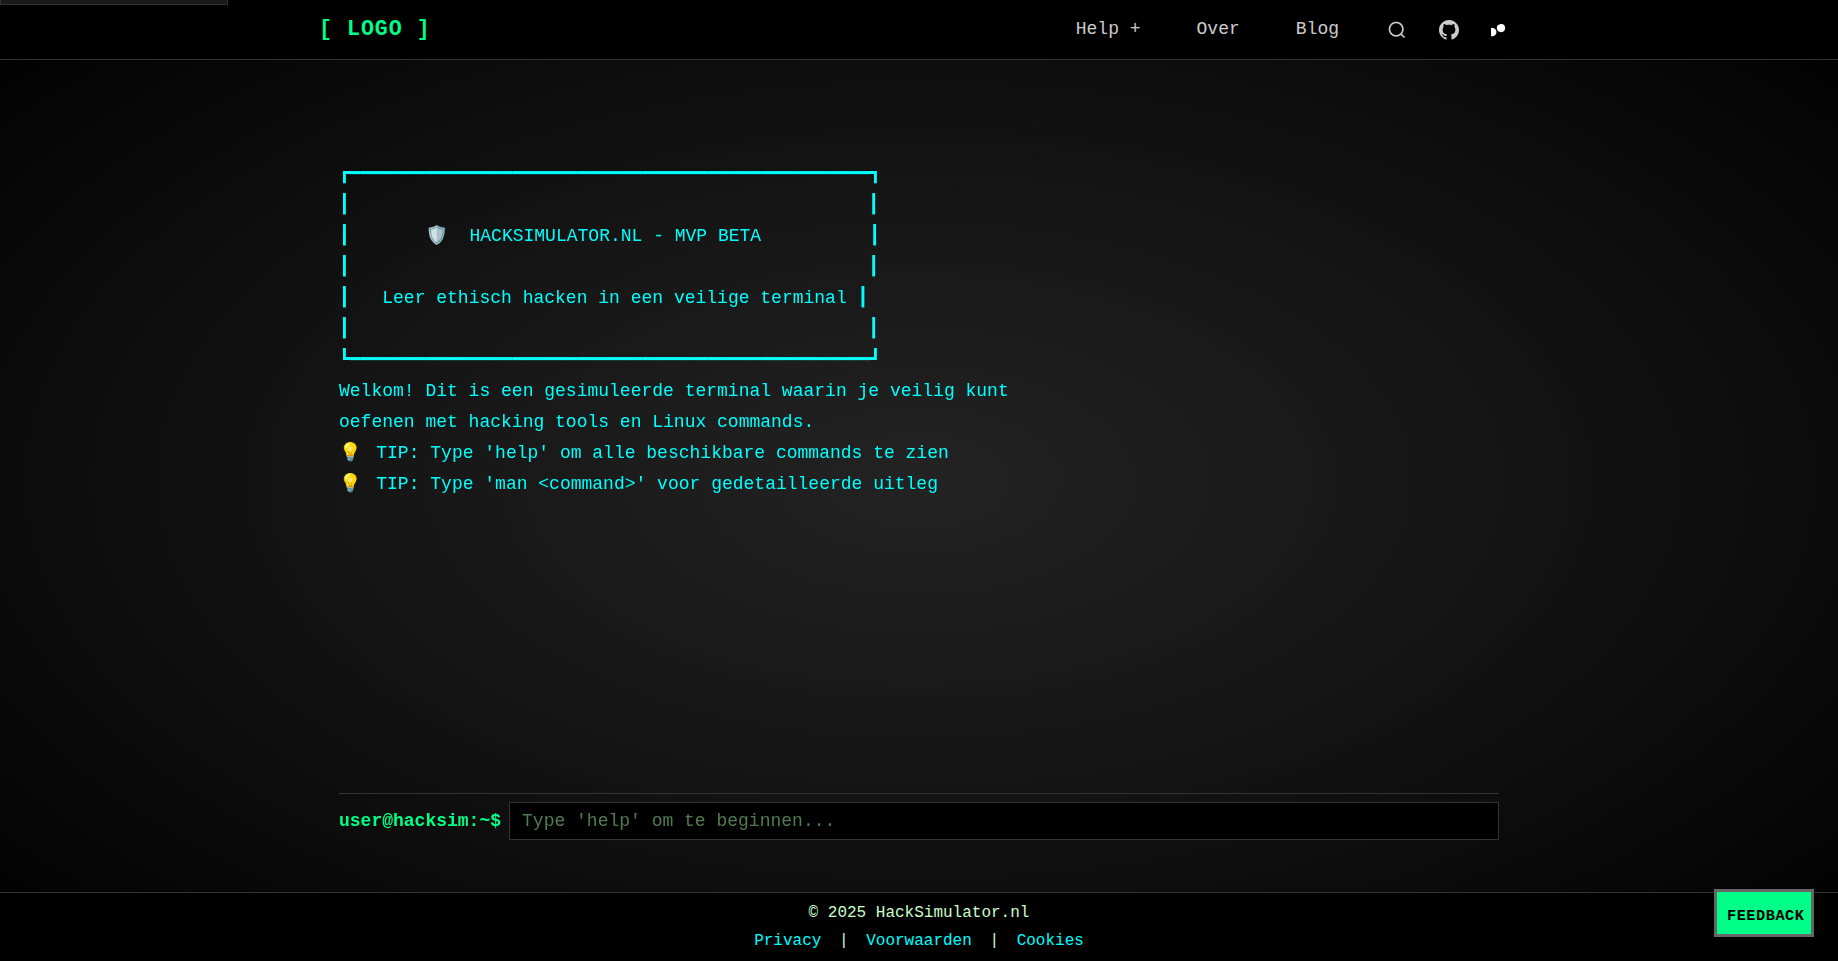 [ LOGO ]
Help +
Over
Blog
HACKSIMULATOR.NL - MVP BETA
Leer ethisch hacken in een veilige terminal
Welkom! Dit is een gesimuleerde terminal waarin je veilig kunt
oefenen met hacking tools en Linux commands.
💡 TIP: Type 'help' om alle beschikbare commands te zien
💡 TIP: Type 'man <command>' voor gedetailleerde uitleg
user@hacksim:~$ Type 'help' om te beginnen...
© 2025 HackSimulator.nl
Privacy | Voorwaarden | Cookies
FEEDBACK